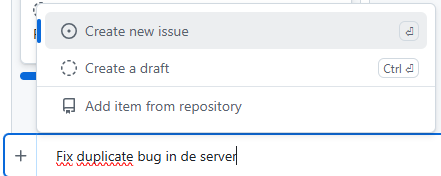 Create new issue
Create a draft
Ctrl ⏎
Add item from repository
Fix duplicate bug in de server